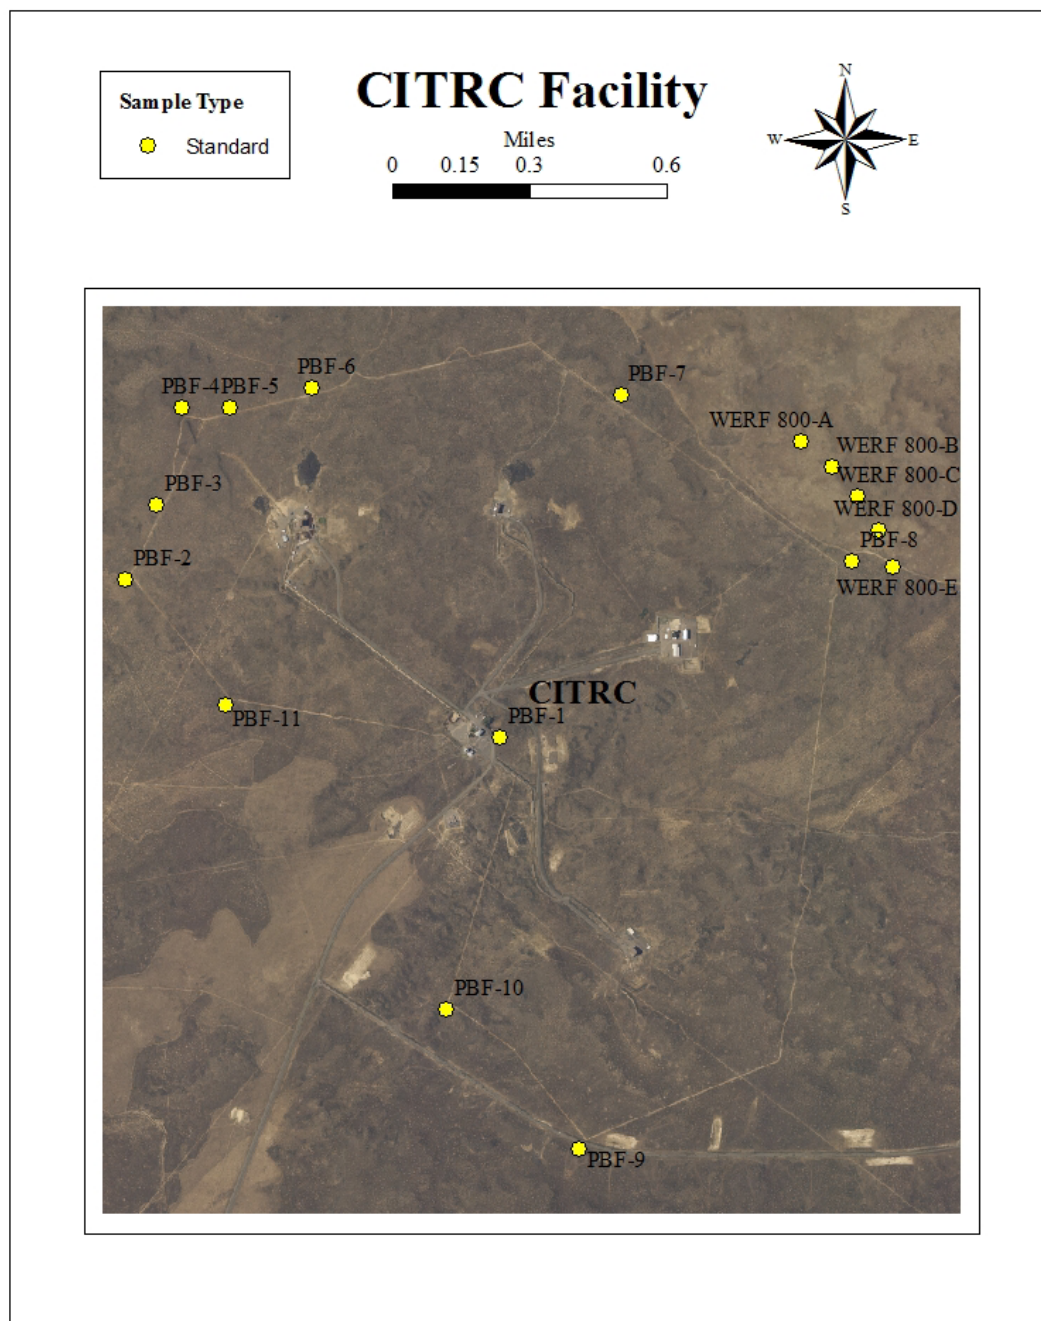 CITRC Facility
Sample Type
Standard
Miles
0 0.15 0.3 0.6
N
W E
S
PBF-6
PBF-7
PBF-4 PBF-5
WERF 800-A
WERF 800-B
WERF 800-C
PBF-3
WERF 800-D
PBF-8
PBF-2
WERF 800-E
CITRC
PBF-11
PBF-1
PBF-10
PBF-9